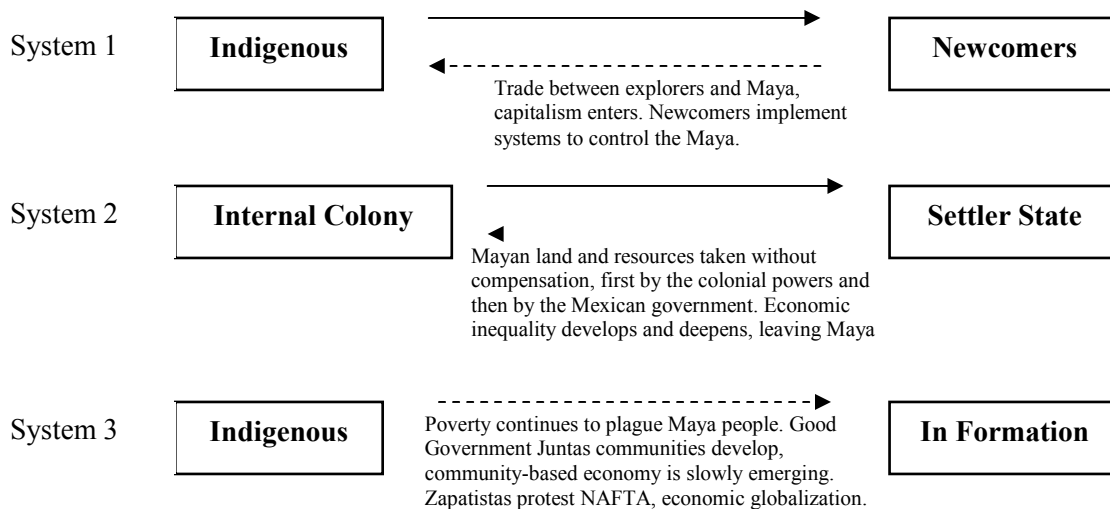 System 1
Indigenous
Newcomers
Trade between explorers and Maya,
capitalism enters. Newcomers implement
systems to control the Maya.
System 2
Internal Colony
Settler State
Mayan land and resources taken without
compensation, first by the colonial powers and
then by the Mexican government. Economic
inequality develops and deepens, leaving Maya
System 3
Indigenous
In Formation
Poverty continues to plague Maya people. Good
Government Juntas communities develop,
community-based economy is slowly emerging.
Zapatistas protest NAFTA, economic globalization.